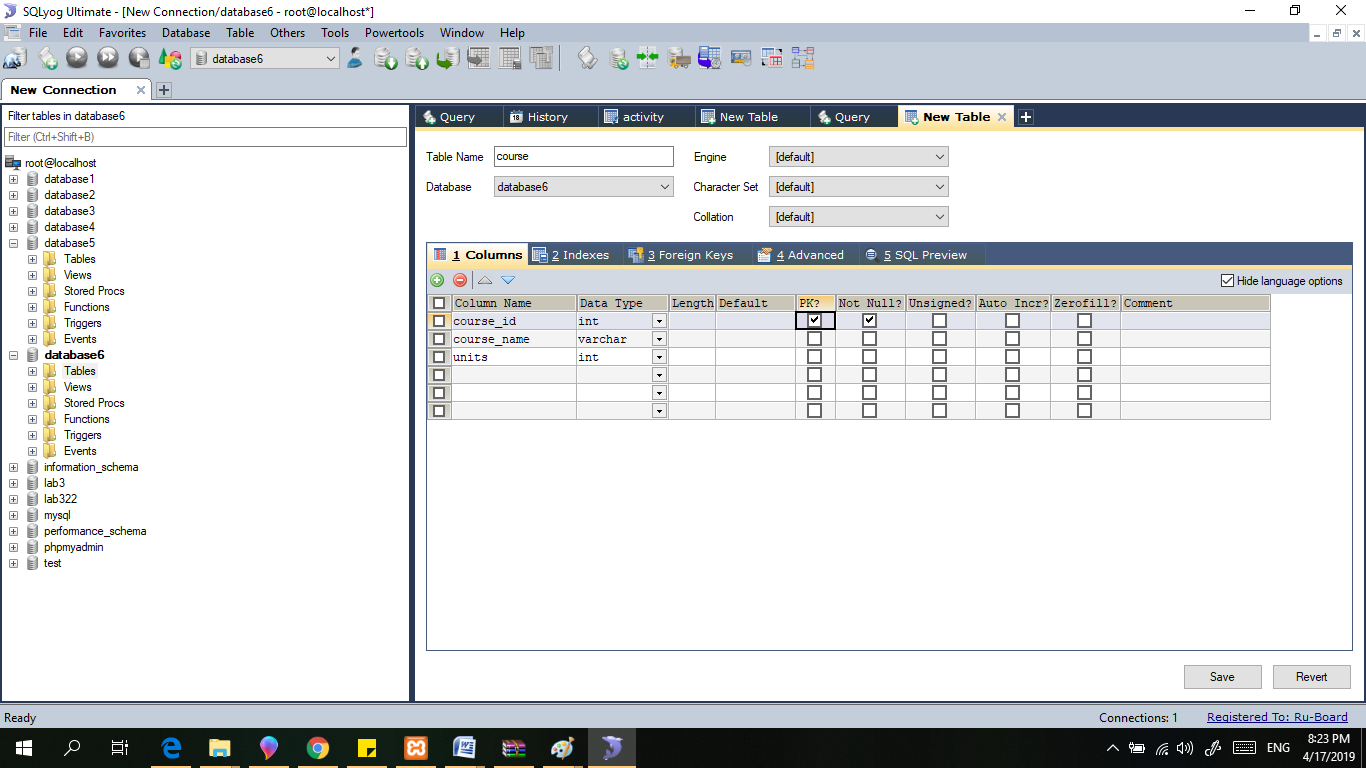 SQLyog Ultimate - [New Connection/database6 - root@localhost*]
File Edit Favorites Database Table Others Tools Powertools Window Help
database6
New Connection
Filter tables in database6
Filter (Ctrl+Shift+B)
root@localhost
database1
database2
database3
database4
database5
Tables
Views
Stored Procs
Functions
Triggers
Events
database6
Tables
Views
Stored Procs
Functions
Triggers
Events
information_schema
lab3
lab322
mysql
performance_schema
phpmyadmin
test
Query History activity New Table Query New Table
Table Name course Engine [default]
Database database6 Character Set [default]
Collation [default]
1 Columns 2 Indexes 3 Foreign Keys 4 Advanced 5 SQL Preview
Hide language options
Column Name Data Type Length Default PK? Not Null? Unsigned? Auto Incr? Zerofill? Comment
course_id int
course_name varchar
units int
Save Revert
Ready Connections: 1 Registered To: Ru-Board
ENG 8:23 PM
4/17/2019